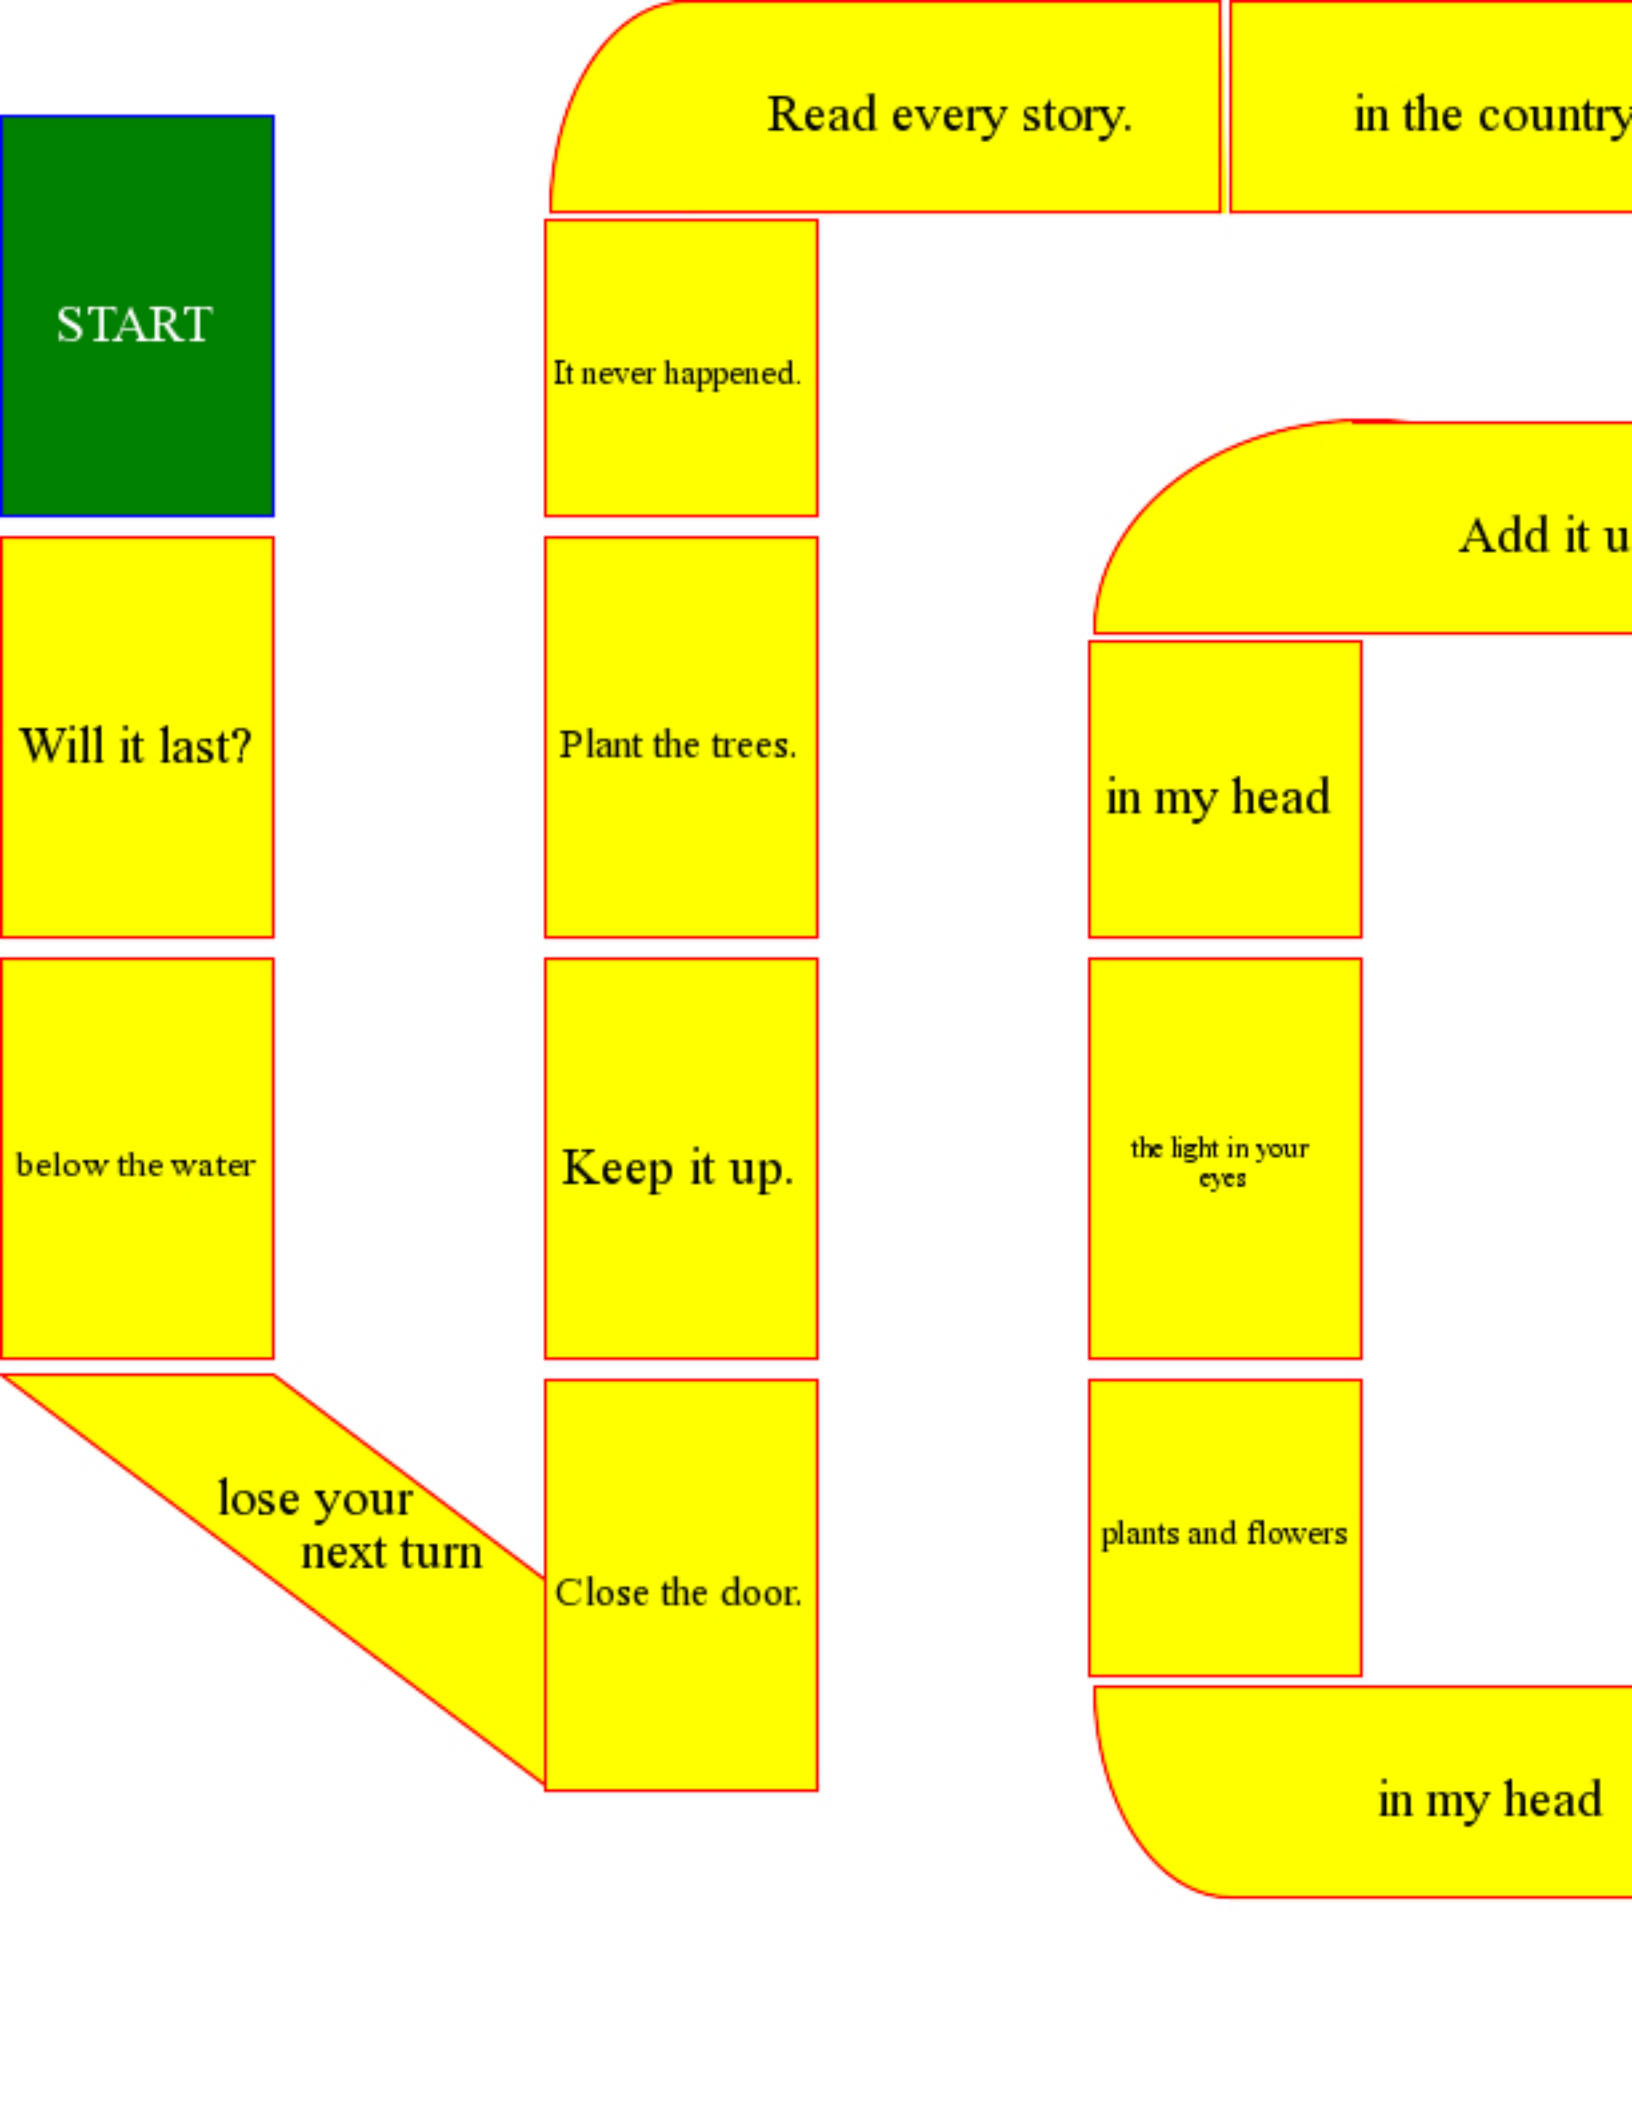 START
Will it last?
below the water
lose your
next turn
Close the door.
Keep it up.
Plant the trees.
It never happened.
Read every story.
in the country
Add it u
in my head
the light in your
eyes
plants and flowers
in my head